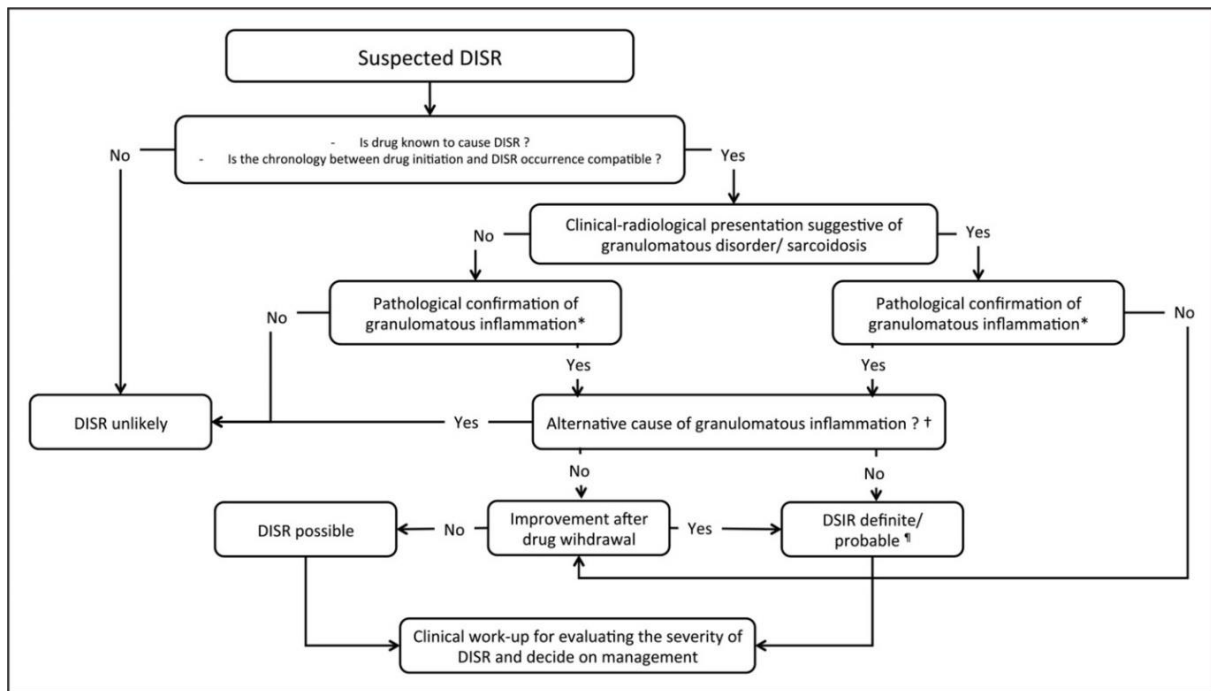 Suspected DISR
- Is drug known to cause DISR ?
- Is the chronology between drug initiation and DISR occurrence compatible ?
No
Yes
Clinical-radiological presentation suggestive of
granulomatous disorder/ sarcoidosis
No
Yes
Pathological confirmation of
granulomatous inflammation*
Pathological confirmation of
granulomatous inflammation*
No
No
Yes
Yes
DISR unlikely
Yes
Alternative cause of granulomatous inflammation ? †
No
No
DISR possible
No
Improvement after
drug wihdrawal
Yes
DSIR definite/
probable ¶
Clinical work-up for evaluating the severity of
DISR and decide on management